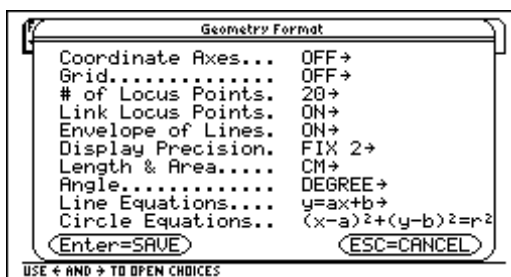 Geometry Format
Coordinate Axes... OFF→
Grid.............. OFF→
# of Locus Points. 20→
Link Locus Points. ON→
Envelope of Lines. ON→
Display Precision. FIX 2→
Length & Area..... CM→
Angle............. DEGREE→
Line Equations.... y=ax+b→
Circle Equations.. (x-a)²+(y-b)²=r²
Enter=SAVE ESC=CANCEL
USE ← AND → TO OPEN CHOICES